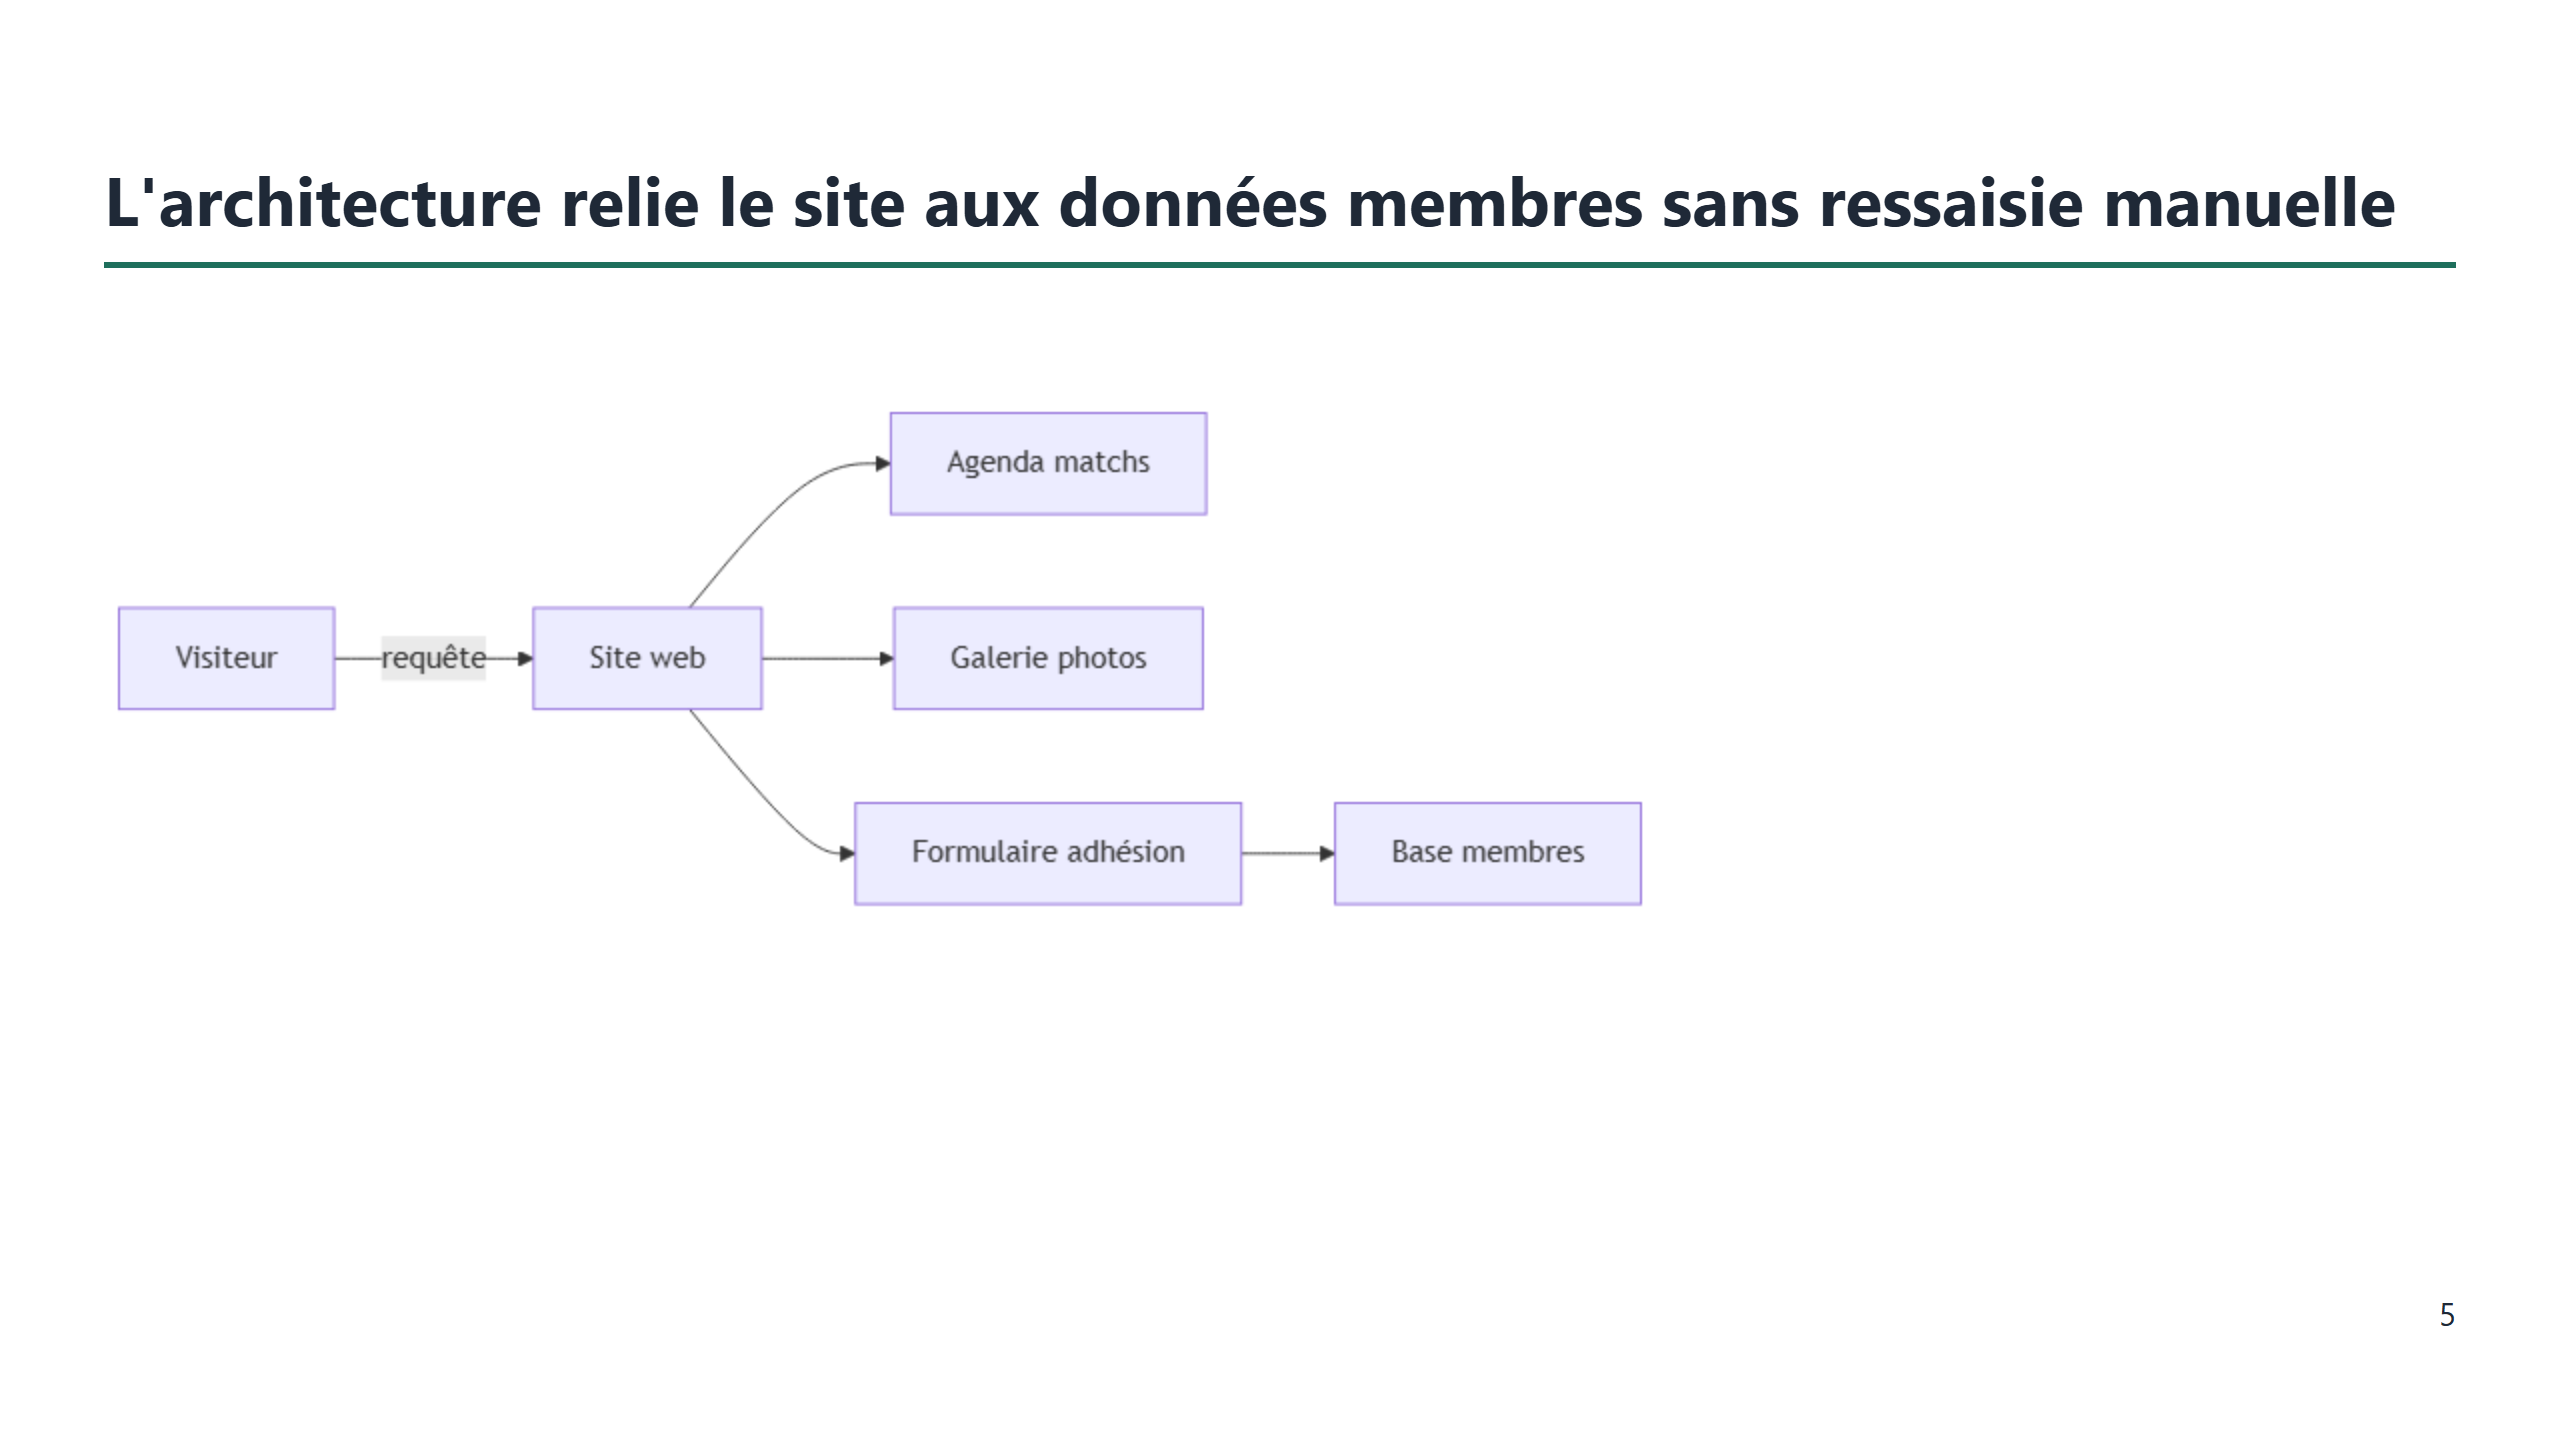 L'architecture relie le site aux données membres sans ressaisie manuelle
Agenda matchs
Visiteur
requête
Site web
Galerie photos
Formulaire adhésion
Base membres
5